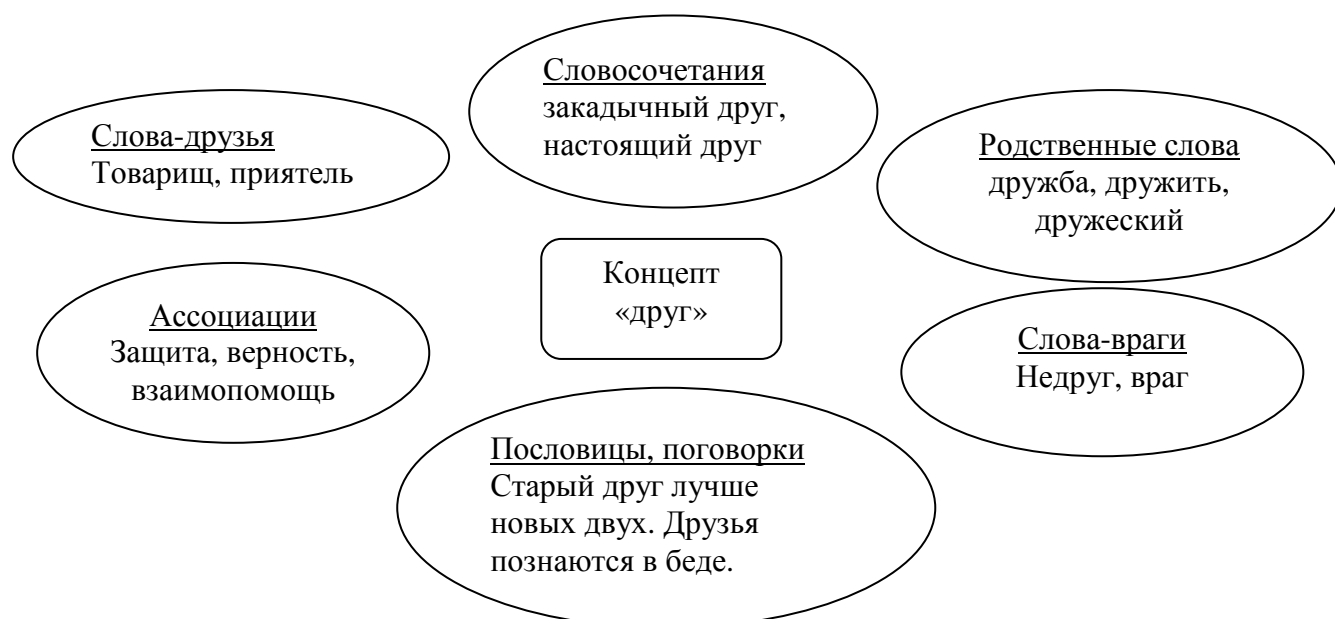 Словосочетания
закадычный друг,
настоящий друг
Слова-друзья
Товарищ, приятель
Родственные слова
дружба, дружить,
дружеский
Концепт
«друг»
Ассоциации
Защита, верность,
взаимопомощь
Слова-враги
Недруг, враг
Пословицы, поговорки
Старый друг лучше
новых двух. Друзья
познаются в беде.